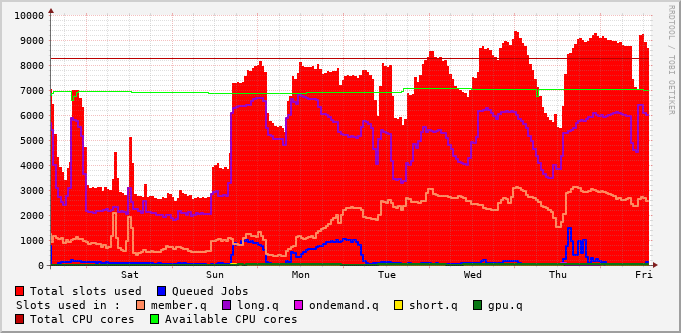 10000
9000
8000
7000
6000
5000
4000
3000
2000
1000
0
Sat Sun Mon Tue Wed Thu Fri
Total slots used Queued Jobs
Slots used in : member.q long.q ondemand.q short.q gpu.q
Total CPU cores Available CPU cores
RRDTOOL / TOBI OETIKER